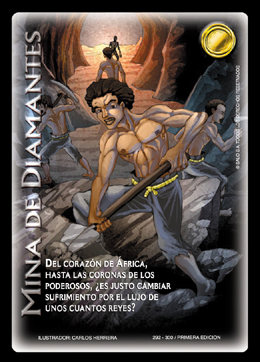 MINA DE DIAMANTES
DEL CORAZÓN DE ÁFRICA,
HASTA LAS CORONAS DE LOS
PODEROSOS, ¿ES JUSTO CAMBIAR
SUFRIMIENTO POR EL LUJO DE
UNOS CUANTOS REYES?
ILUSTRADOR: CARLOS HERRERA
292 - 300 / PRIMERA EDICIÓN